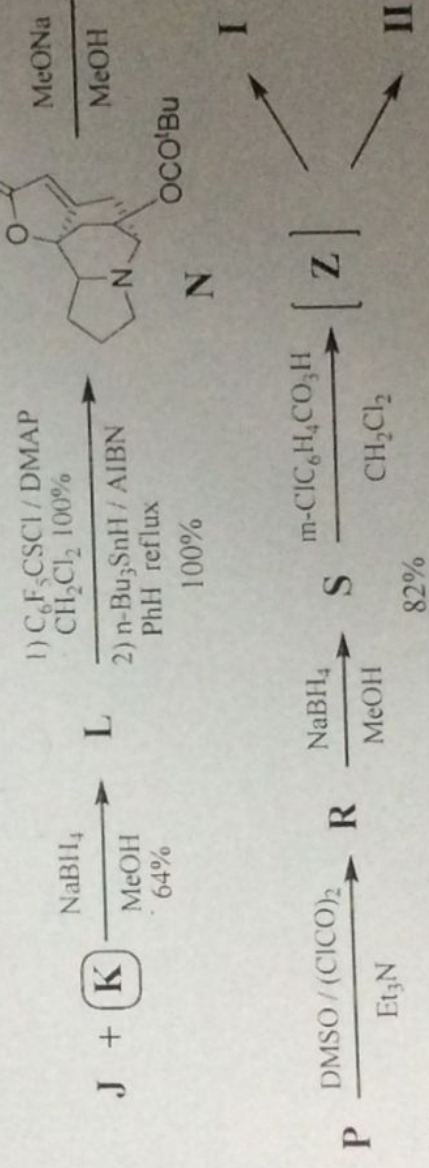 1) C₆F₅CSCl / DMAP
CH₂Cl₂ 100%
2) n-Bu₃SnH / AIBN
PhH reflux
100%
NaBH₄
MeOH
64%
J + K
L
O
N
OCOᵗBu
N
MeONa
MeOH
P
DMSO / (ClCO)₂
Et₃N
R
NaBH₄
MeOH
S
82%
m-ClC₆H₄CO₃H
CH₂Cl₂
[ Z ]
I
II